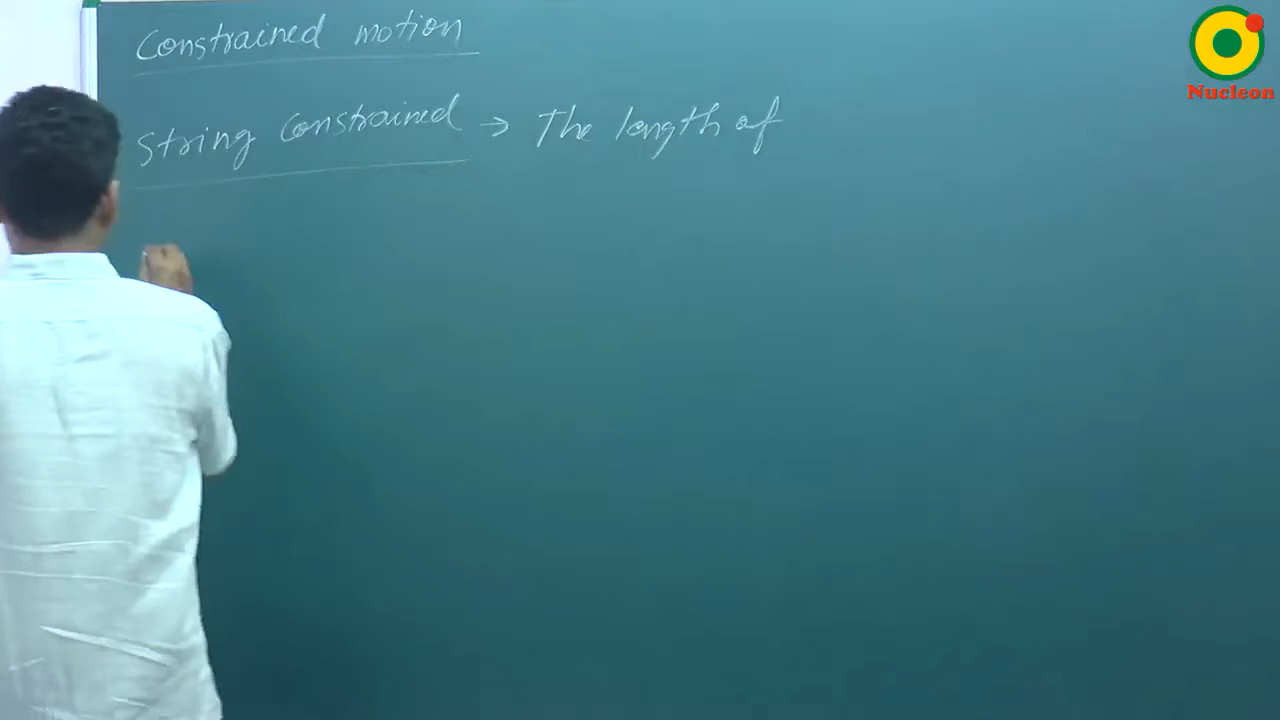 Constrained motion
String constrained → The length of
Nucleon